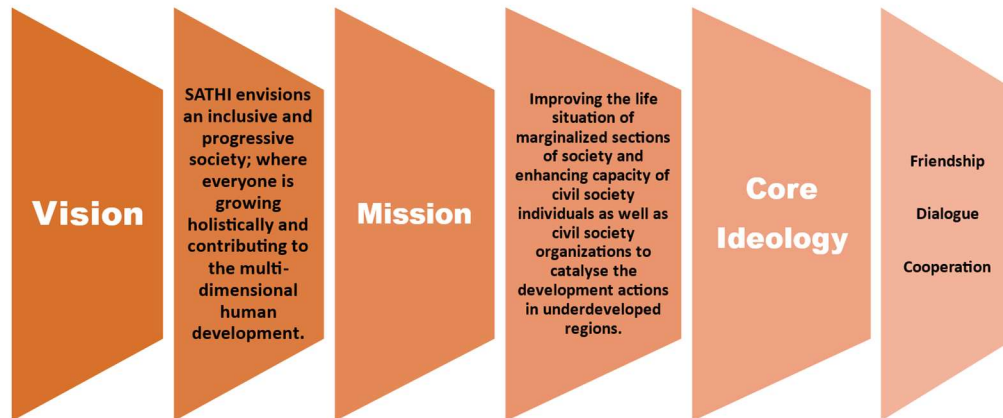 Vision
SATHI envisions
an inclusive and
progressive
society; where
everyone is
growing
holistically and
contributing to
the multi-
dimensional
human
development.
Mission
Improving the life
situation of
marginalized sections
of society and
enhancing capacity of
civil society
individuals as well as
civil society
organizations to
catalyse the
development actions
in underdeveloped
regions.
Core
Ideology
Friendship
Dialogue
Cooperation